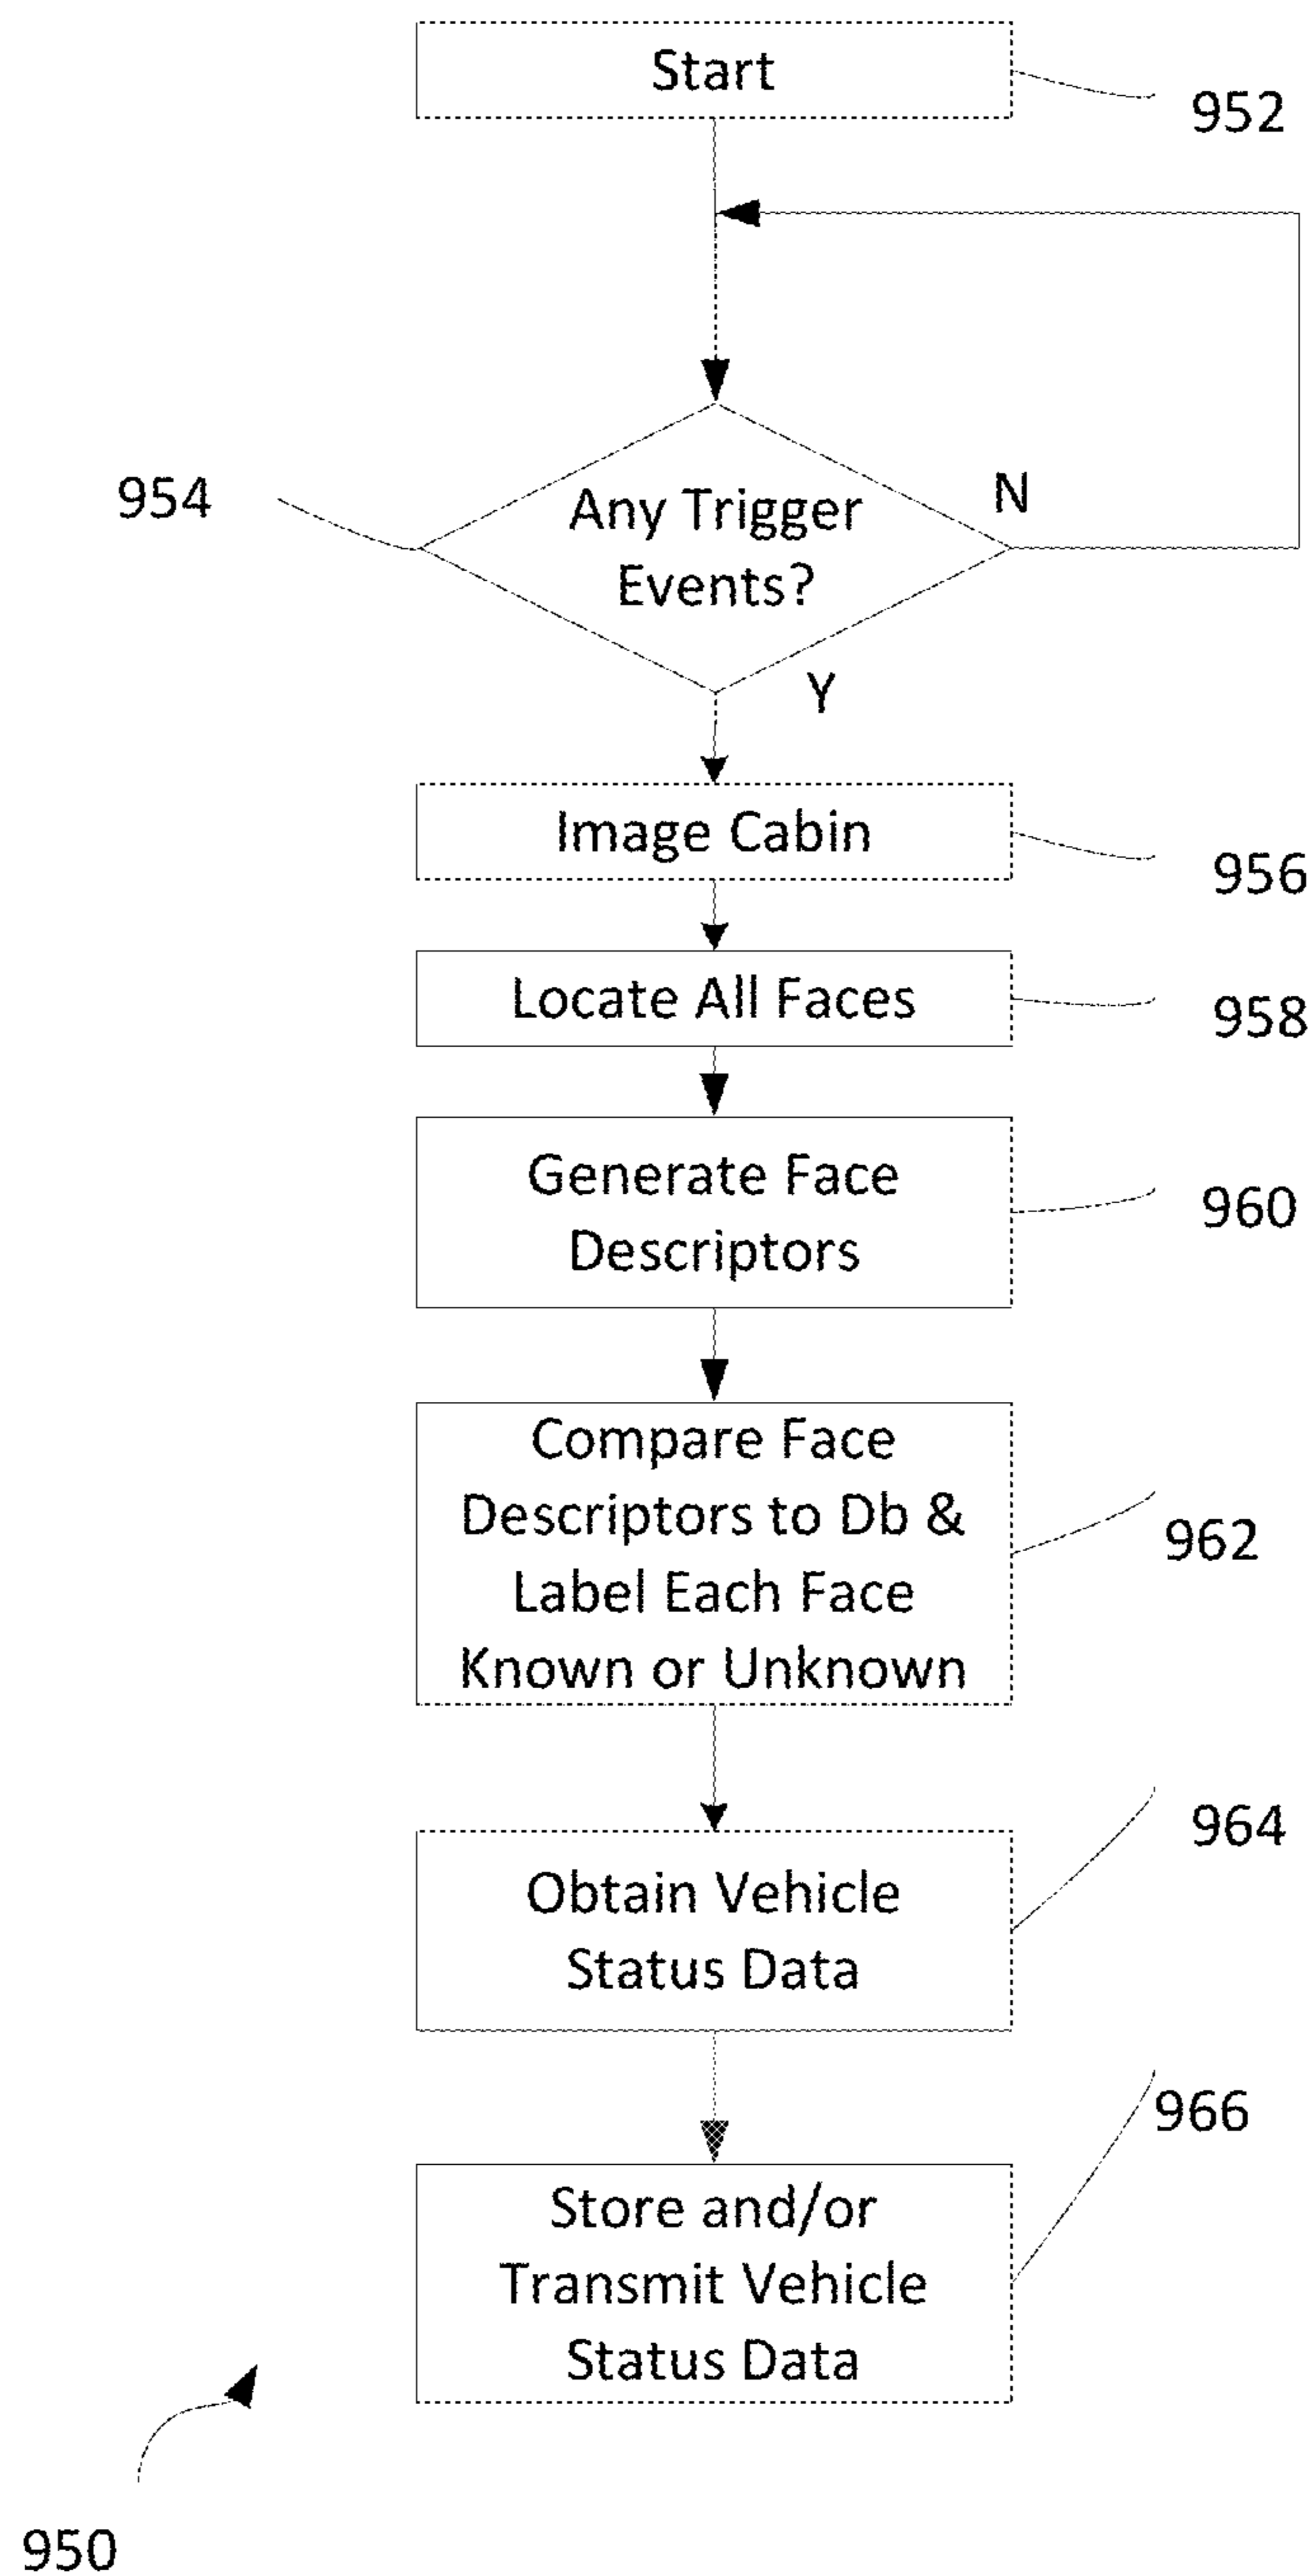 Start
952
954
Any Trigger
Events?
N
Y
Image Cabin
956
Locate All Faces
958
Generate Face
Descriptors
960
Compare Face
Descriptors to Db &
Label Each Face
Known or Unknown
962
Obtain Vehicle
Status Data
964
Store and/or
Transmit Vehicle
Status Data
966
950